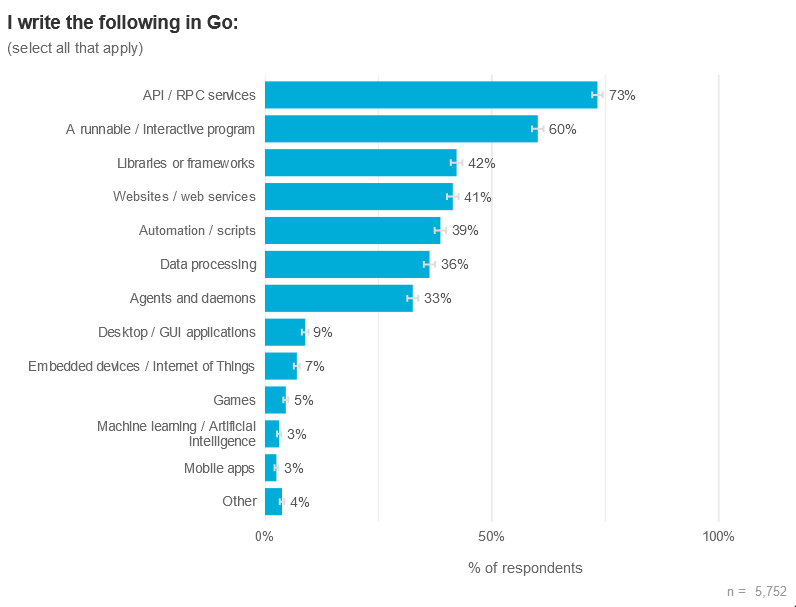 I write the following in Go:
(select all that apply)
API / RPC services
73%
A runnable / interactive program
60%
Libraries or frameworks
42%
Websites / web services
41%
Automation / scripts
39%
Data processing
36%
Agents and daemons
33%
Desktop / GUI applications
9%
Embedded devices / Internet of Things
7%
Games
5%
Machine learning / Artificial
Intelligence
3%
Mobile apps
3%
Other
4%
0%
50%
100%
% of respondents
n = 5,752